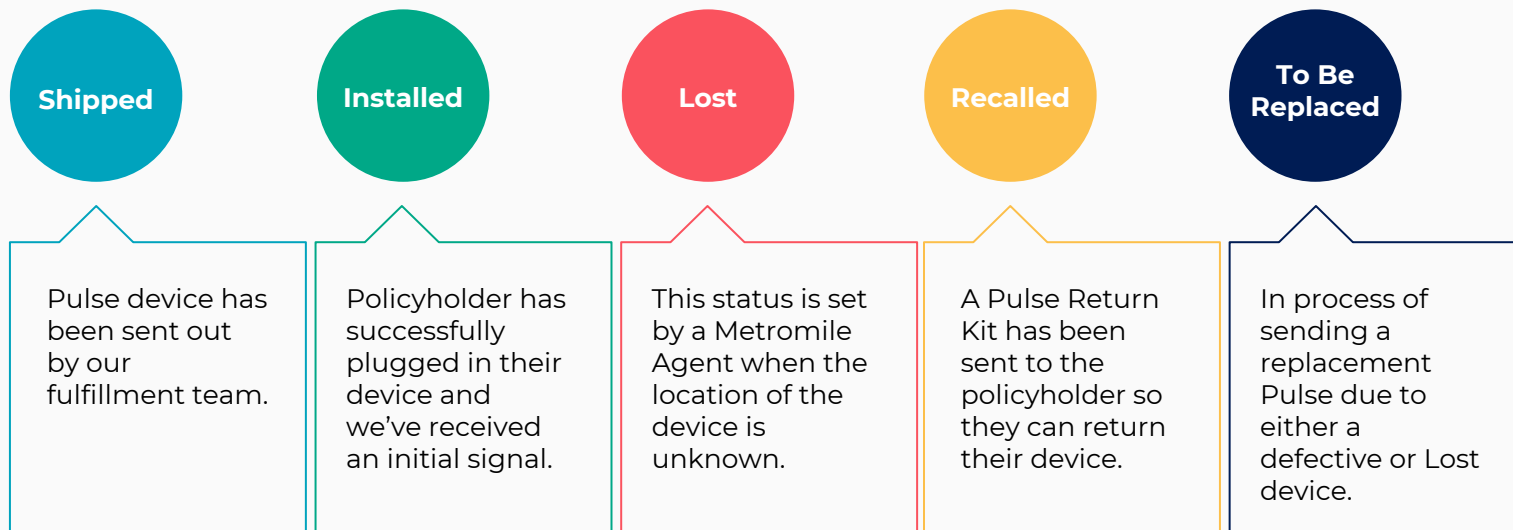 Shipped
Pulse device has
been sent out
by our
fulfillment team.
Installed
Policyholder has
successfully
plugged in their
device and
we’ve received
an initial signal.
Lost
This status is set
by a Metromile
Agent when the
location of the
device is
unknown.
Recalled
A Pulse Return
Kit has been
sent to the
policyholder so
they can return
their device.
To Be
Replaced
In process of
sending a
replacement
Pulse due to
either a
defective or Lost
device.